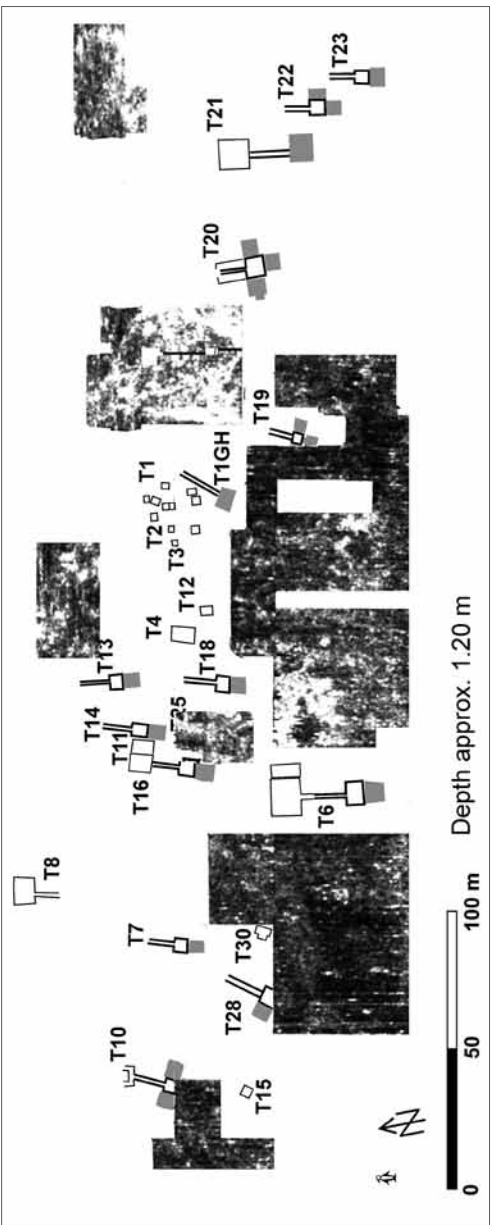 T8
T14
T13
T10
T11
T7
T16
T1
T2
T4
T3
T25
T12
T18
T20
T21
T1GH
T28
T30
T19
T15
T22
T6
T23
N
Depth approx. 1.20 m
0 50 100 m